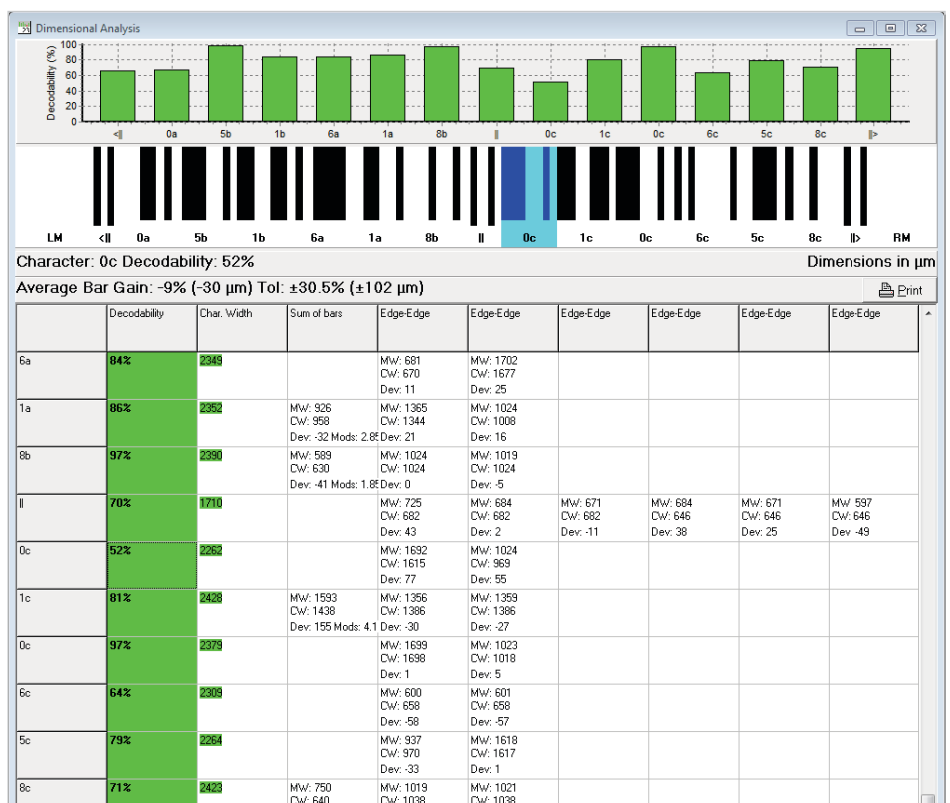 Dimensional Analysis
Decodability (%)
100
80
60
40
20
0
<|| 0a 5b 1b 6a 1a 8b || 0c 1c 0c 6c 5c 8c ||>
LM <|| 0a 5b 1b 6a 1a 8b || 0c 1c 0c 6c 5c 8c ||> RM
Character: 0c Decodability: 52% Dimensions in µm
Average Bar Gain: -9% (-30 µm) Tol: ±30.5% (±102 µm) Print
Decodability Char. Width Sum of bars Edge-Edge Edge-Edge Edge-Edge Edge-Edge Edge-Edge Edge-Edge
6a 84% 2349 MW: 681 MW: 1702
CW: 670 CW: 1677
Dev: 11 Dev: 25
1a 86% 2352 MW: 926 MW: 1365 MW: 1024
CW: 958 CW: 1344 CW: 1008
Dev: -32 Mods: 2.85 Dev: 21 Dev: 16
8b 97% 2390 MW: 589 MW: 1024 MW: 1019
CW: 630 CW: 1024 CW: 1024
Dev: -41 Mods: 1.85 Dev: 0 Dev: -5
|| 70% 1710 MW: 725 MW: 684 MW: 671 MW: 684 MW: 671 MW 597
CW: 682 CW: 682 CW: 682 CW: 646 CW: 646 CW: 646
Dev: 43 Dev: 2 Dev: -11 Dev: 38 Dev: 25 Dev -49
0c 52% 2262 MW: 1692 MW: 1024
CW: 1615 CW: 969
Dev: 77 Dev: 55
1c 81% 2428 MW: 1593 MW: 1356 MW: 1359
CW: 1438 CW: 1386 CW: 1386
Dev: 155 Mods: 4.1 Dev: -30 Dev: -27
0c 97% 2379 MW: 1699 MW: 1023
CW: 1698 CW: 1018
Dev: 1 Dev: 5
6c 64% 2309 MW: 600 MW: 601
CW: 658 CW: 658
Dev: -58 Dev: -57
5c 79% 2264 MW: 937 MW: 1618
CW: 970 CW: 1617
Dev: -33 Dev: 1
8c 71% 2423 MW: 750 MW: 1019 MW: 1021
CW: 640 CW: 1038 CW: 1038